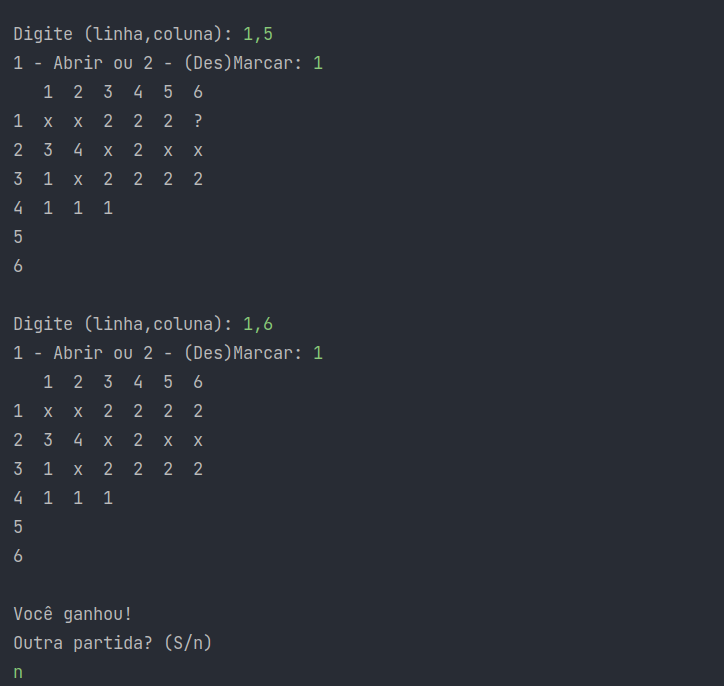 Digite (linha,coluna): 1,5
1 - Abrir ou 2 - (Des)Marcar: 1
   1  2  3  4  5  6
1  x  x  2  2  2  ?
2  3  4  x  2  x  x
3  1  x  2  2  2  2
4  1  1  1
5
6
Digite (linha,coluna): 1,6
1 - Abrir ou 2 - (Des)Marcar: 1
   1  2  3  4  5  6
1  x  x  2  2  2  2
2  3  4  x  2  x  x
3  1  x  2  2  2  2
4  1  1  1
5
6
Você ganhou!
Outra partida? (S/n)
n